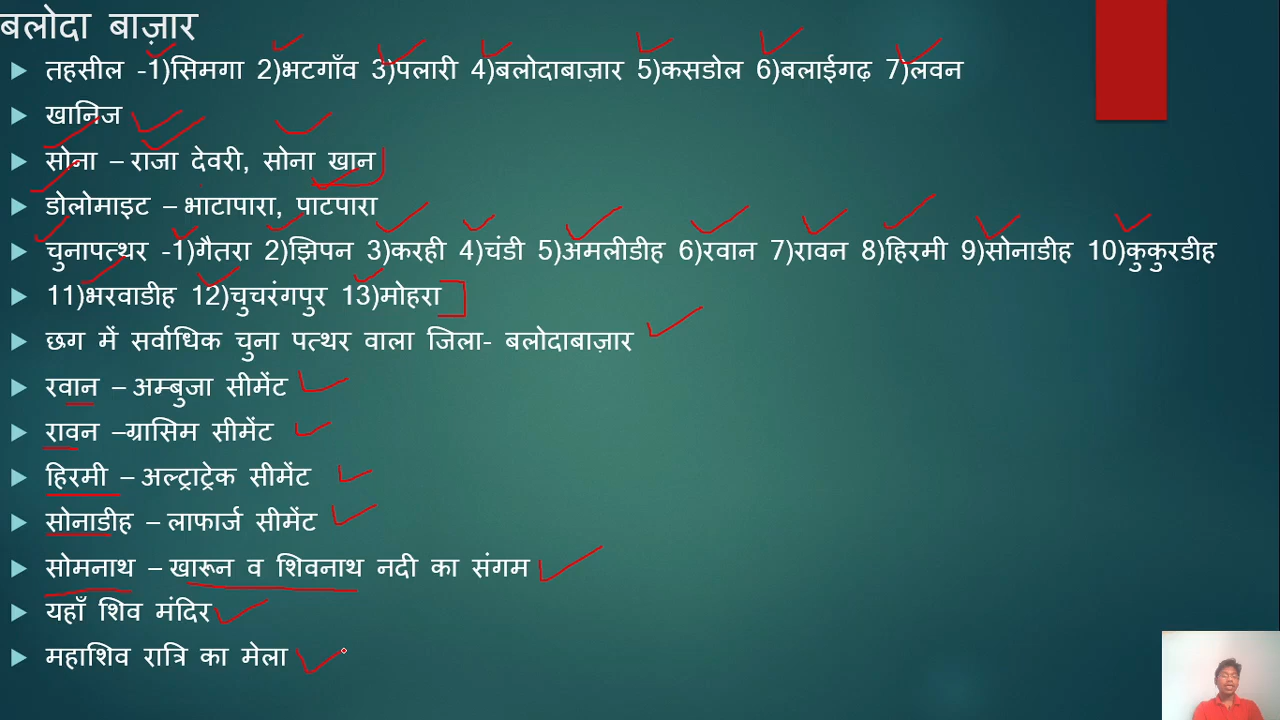 बलोदा बाज़ार
तहसील -1)सिमगा 2)भटगाँव 3)पलारी 4)बलोदाबाज़ार 5)कसडोल 6)बलाईगढ़ 7)लवन
खानिज
सोना – राजा देवरी, सोना खान
डोलोमाइट – भाटापारा, पाटपारा
चुनापत्थर -1)गैतरा 2)झिपन 3)करही 4)चंडी 5)अमलीडीह 6)रवान 7)रावन 8)हिरमी 9)सोनाडीह 10)कुकुरडीह
11)भरवाडीह 12)चुचरंगपुर 13)मोहरा
छग में सर्वाधिक चुना पत्थर वाला जिला- बलोदाबाज़ार
रवान – अम्बुजा सीमेंट
रावन –ग्रासिम सीमेंट
हिरमी – अल्ट्राट्रेक सीमेंट
सोनाडीह – लाफार्ज सीमेंट
सोमनाथ – खारून व शिवनाथ नदी का संगम
यहाँ शिव मंदिर
महाशिव रात्रि का मेला